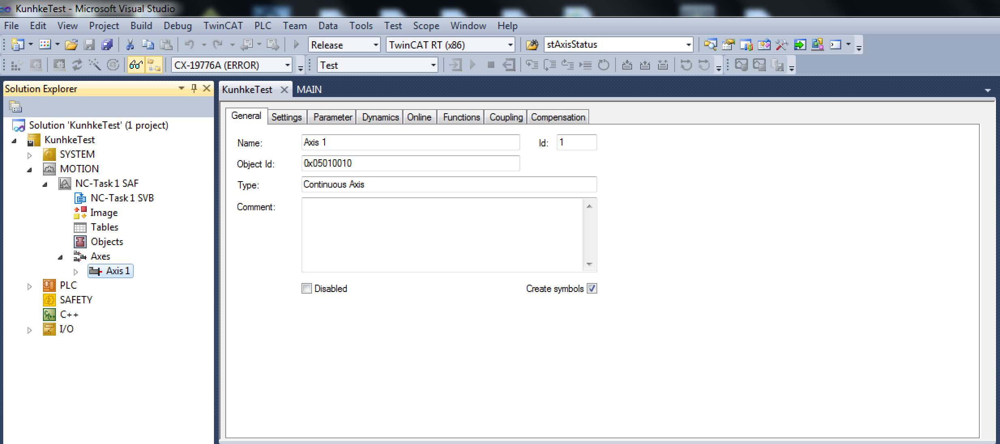 KunhkeTest - Microsoft Visual Studio
File Edit View Project Build Debug TwinCAT PLC Team Data Tools Test Scope Window Help
Release TwinCAT RT (x86) stAxisStatus
CX-19776A (ERROR) Test
Solution Explorer
Solution 'KunhkeTest' (1 project)
KunhkeTest
SYSTEM
MOTION
NC-Task 1 SAF
NC-Task 1 SVB
Image
Tables
Objects
Axes
Axis 1
PLC
SAFETY
C++
I/O
KunhkeTest MAIN
General Settings Parameter Dynamics Online Functions Coupling Compensation
Name: Axis 1 Id: 1
Object Id: 0x05010010
Type: Continuous Axis
Comment:
Disabled Create symbols